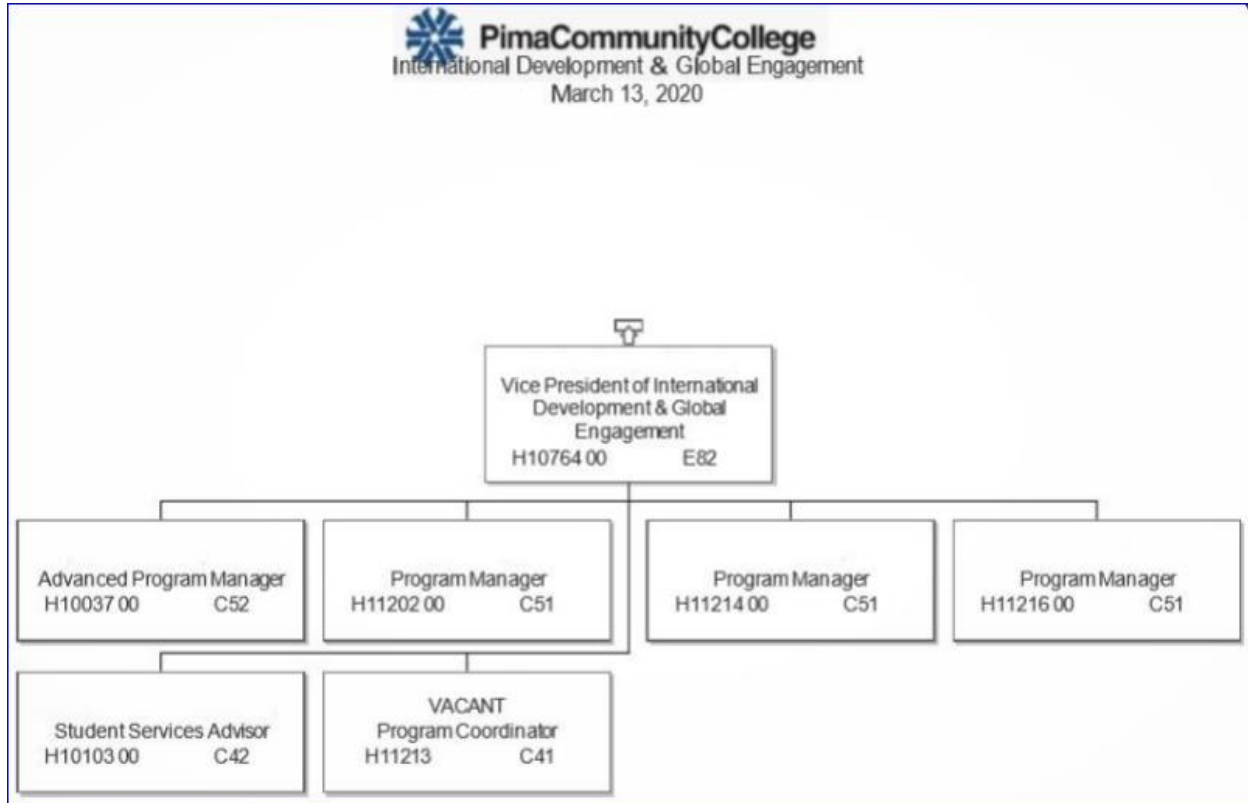 PimaCommunityCollege
International Development & Global Engagement
March 13, 2020
Vice President of International
Development & Global
Engagement
H10764 00 E82
Advanced Program Manager
H10037 00 C52
Program Manager
H11202 00 C51
Program Manager
H11214 00 C51
Program Manager
H11216 00 C51
Student Services Advisor
H10103 00 C42
VACANT
Program Coordinator
H11213 C41